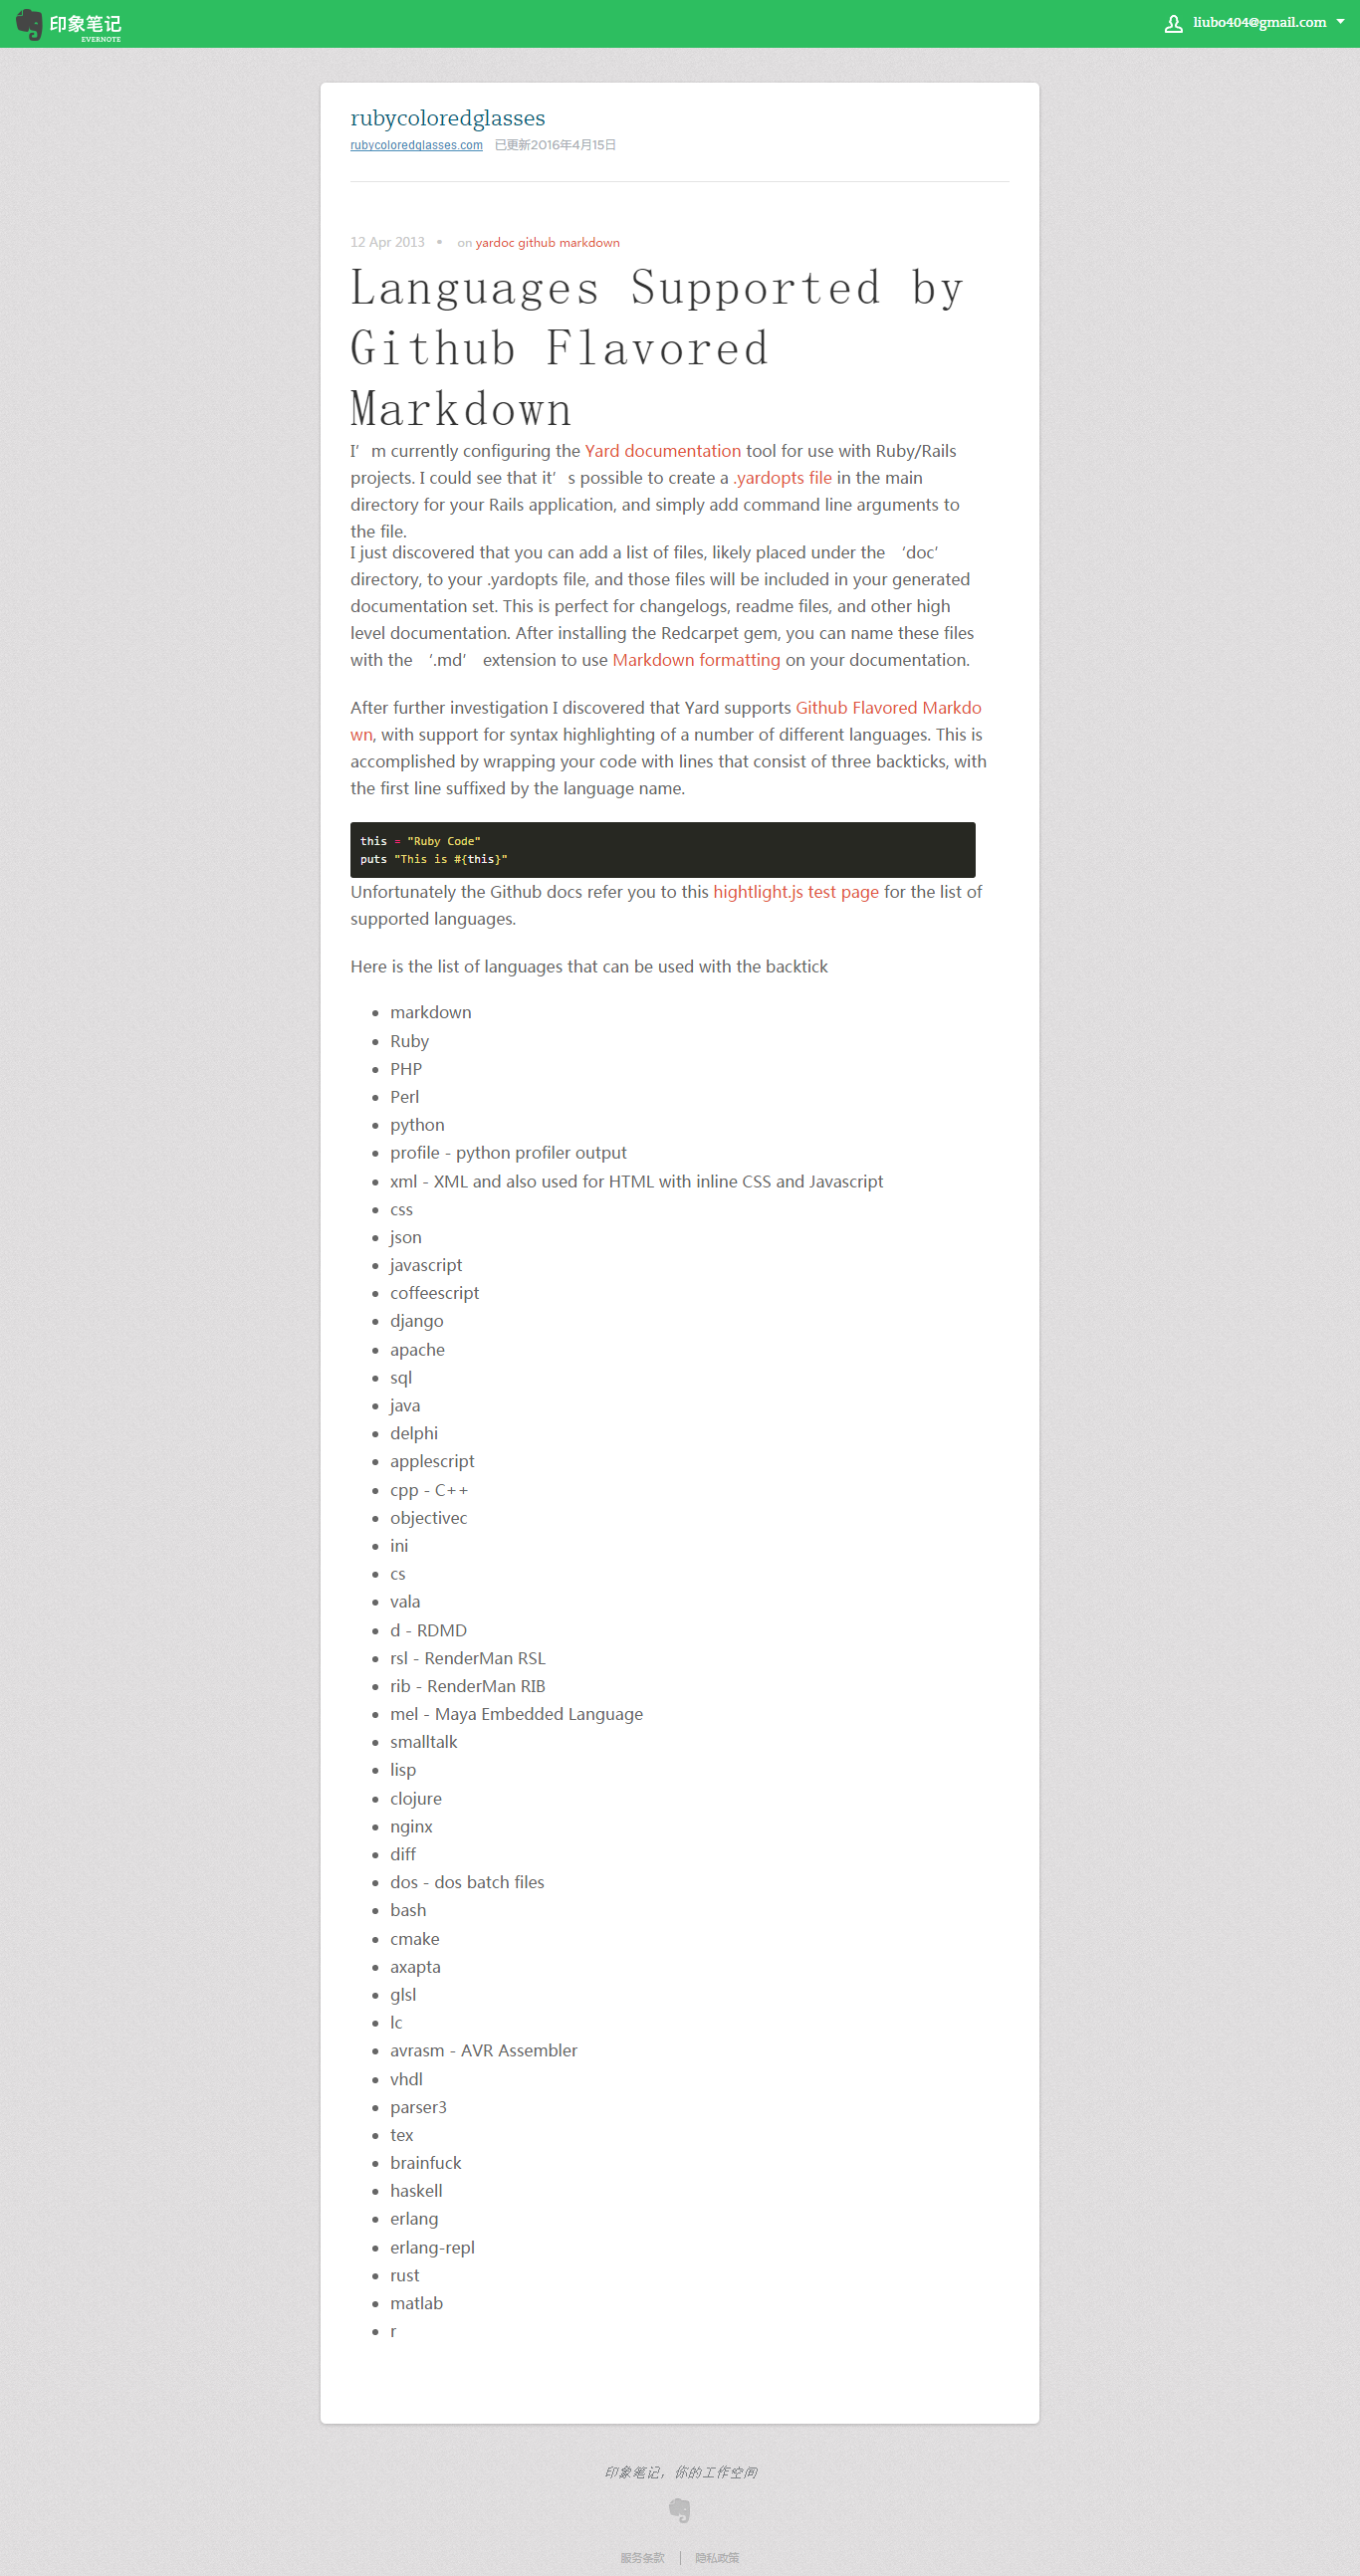 印象笔记
EVERNOTE
liubo404@gmail.com
rubycoloredglasses
rubycoloredglasses.com 已更新2016年4月15日
12 Apr 2013 • on yardoc github markdown
Languages Supported by
Github Flavored
Markdown
I’m currently configuring the Yard documentation tool for use with Ruby/Rails
projects. I could see that it’s possible to create a .yardopts file in the main
directory for your Rails application, and simply add command line arguments to
the file.
I just discovered that you can add a list of files, likely placed under the ‘doc’
directory, to your .yardopts file, and those files will be included in your generated
documentation set. This is perfect for changelogs, readme files, and other high
level documentation. After installing the Redcarpet gem, you can name these files
with the ‘.md’ extension to use Markdown formatting on your documentation.
After further investigation I discovered that Yard supports Github Flavored Markdo
wn, with support for syntax highlighting of a number of different languages. This is
accomplished by wrapping your code with lines that consist of three backticks, with
the first line suffixed by the language name.
this = "Ruby Code"
puts "This is #{this}"
Unfortunately the Github docs refer you to this hightlight.js test page for the list of
supported languages.
Here is the list of languages that can be used with the backtick
• markdown
• Ruby
• PHP
• Perl
• python
• profile - python profiler output
• xml - XML and also used for HTML with inline CSS and Javascript
• css
• json
• javascript
• coffeescript
• django
• apache
• sql
• java
• delphi
• applescript
• cpp - C++
• objectivec
• ini
• cs
• vala
• d - RDMD
• rsl - RenderMan RSL
• rib - RenderMan RIB
• mel - Maya Embedded Language
• smalltalk
• lisp
• clojure
• nginx
• diff
• dos - dos batch files
• bash
• cmake
• axapta
• glsl
• lc
• avrasm - AVR Assembler
• vhdl
• parser3
• tex
• brainfuck
• haskell
• erlang
• erlang-repl
• rust
• matlab
• r
印象笔记，你的工作空间
服务条款 | 隐私政策